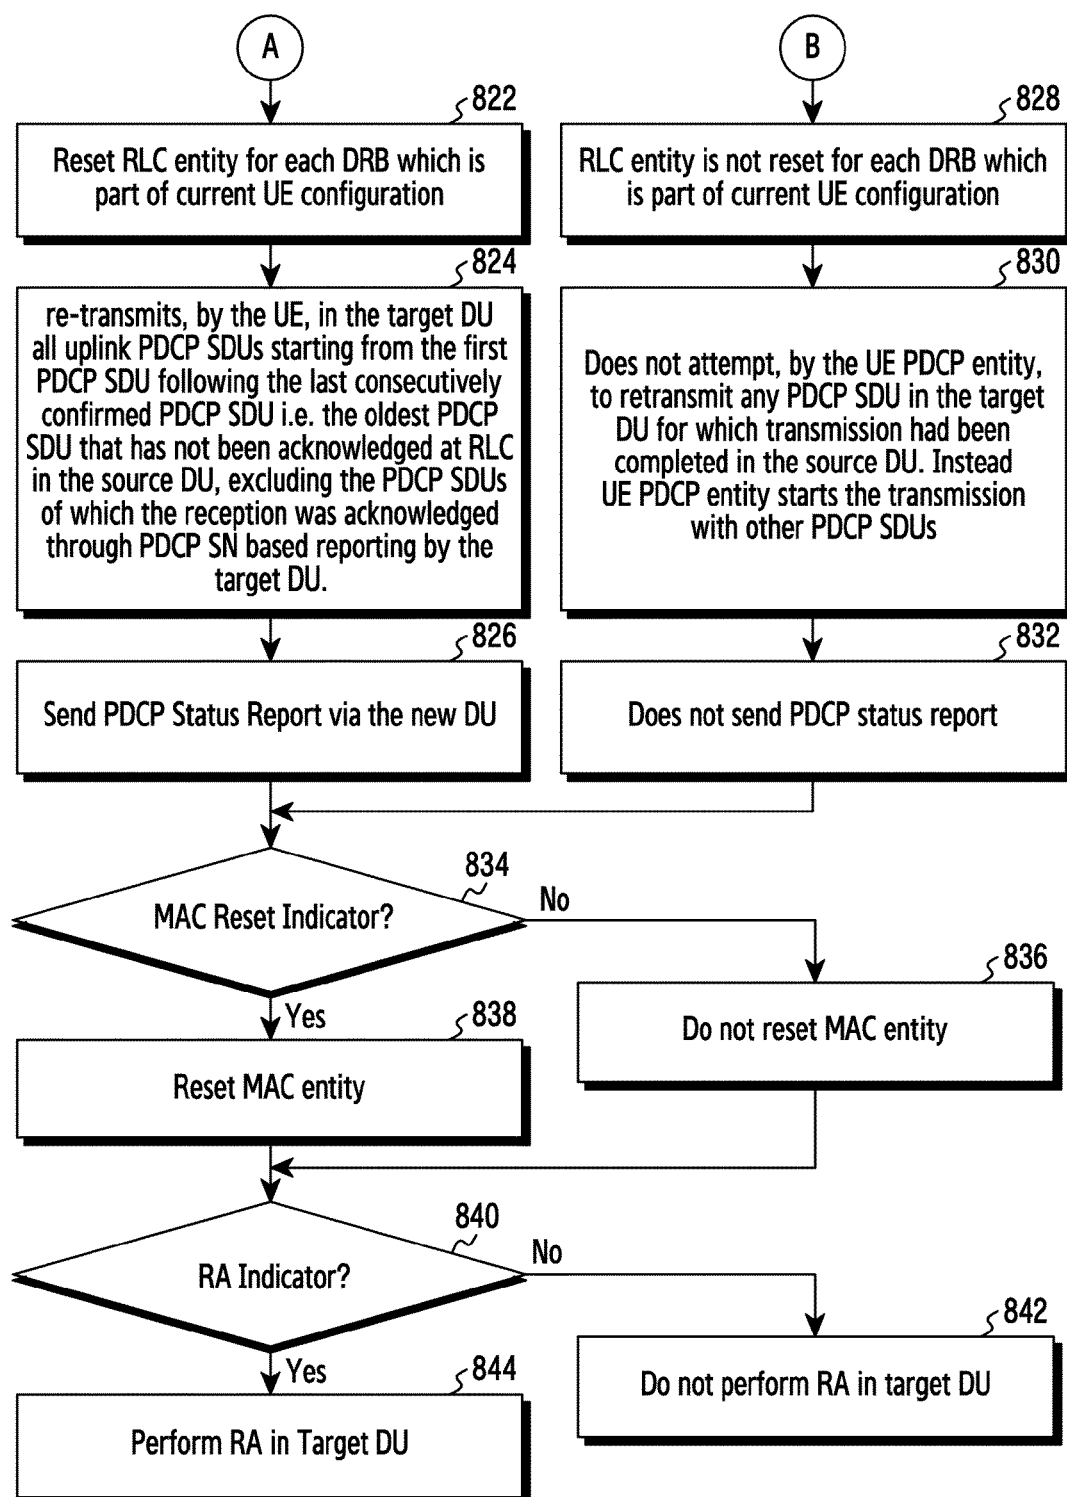 A
822
Reset RLC entity for each DRB which is
part of current UE configuration
824
re-transmits, by the UE, in the target DU
all uplink PDCP SDUs starting from the first
PDCP SDU following the last consecutively
confirmed PDCP SDU i.e. the oldest PDCP
SDU that has not been acknowledged at RLC
in the source DU, excluding the PDCP SDUs
of which the reception was acknowledged
through PDCP SN based reporting by the
target DU.
826
Send PDCP Status Report via the new DU
B
828
RLC entity is not reset for each DRB which
is part of current UE configuration
830
Does not attempt, by the UE PDCP entity,
to retransmit any PDCP SDU in the target
DU for which transmission had been
completed in the source DU. Instead
UE PDCP entity starts the transmission
with other PDCP SDUs
832
Does not send PDCP status report
834
MAC Reset Indicator?
No
836
Do not reset MAC entity
Yes
838
Reset MAC entity
840
RA Indicator?
No
842
Do not perform RA in target DU
Yes
844
Perform RA in Target DU